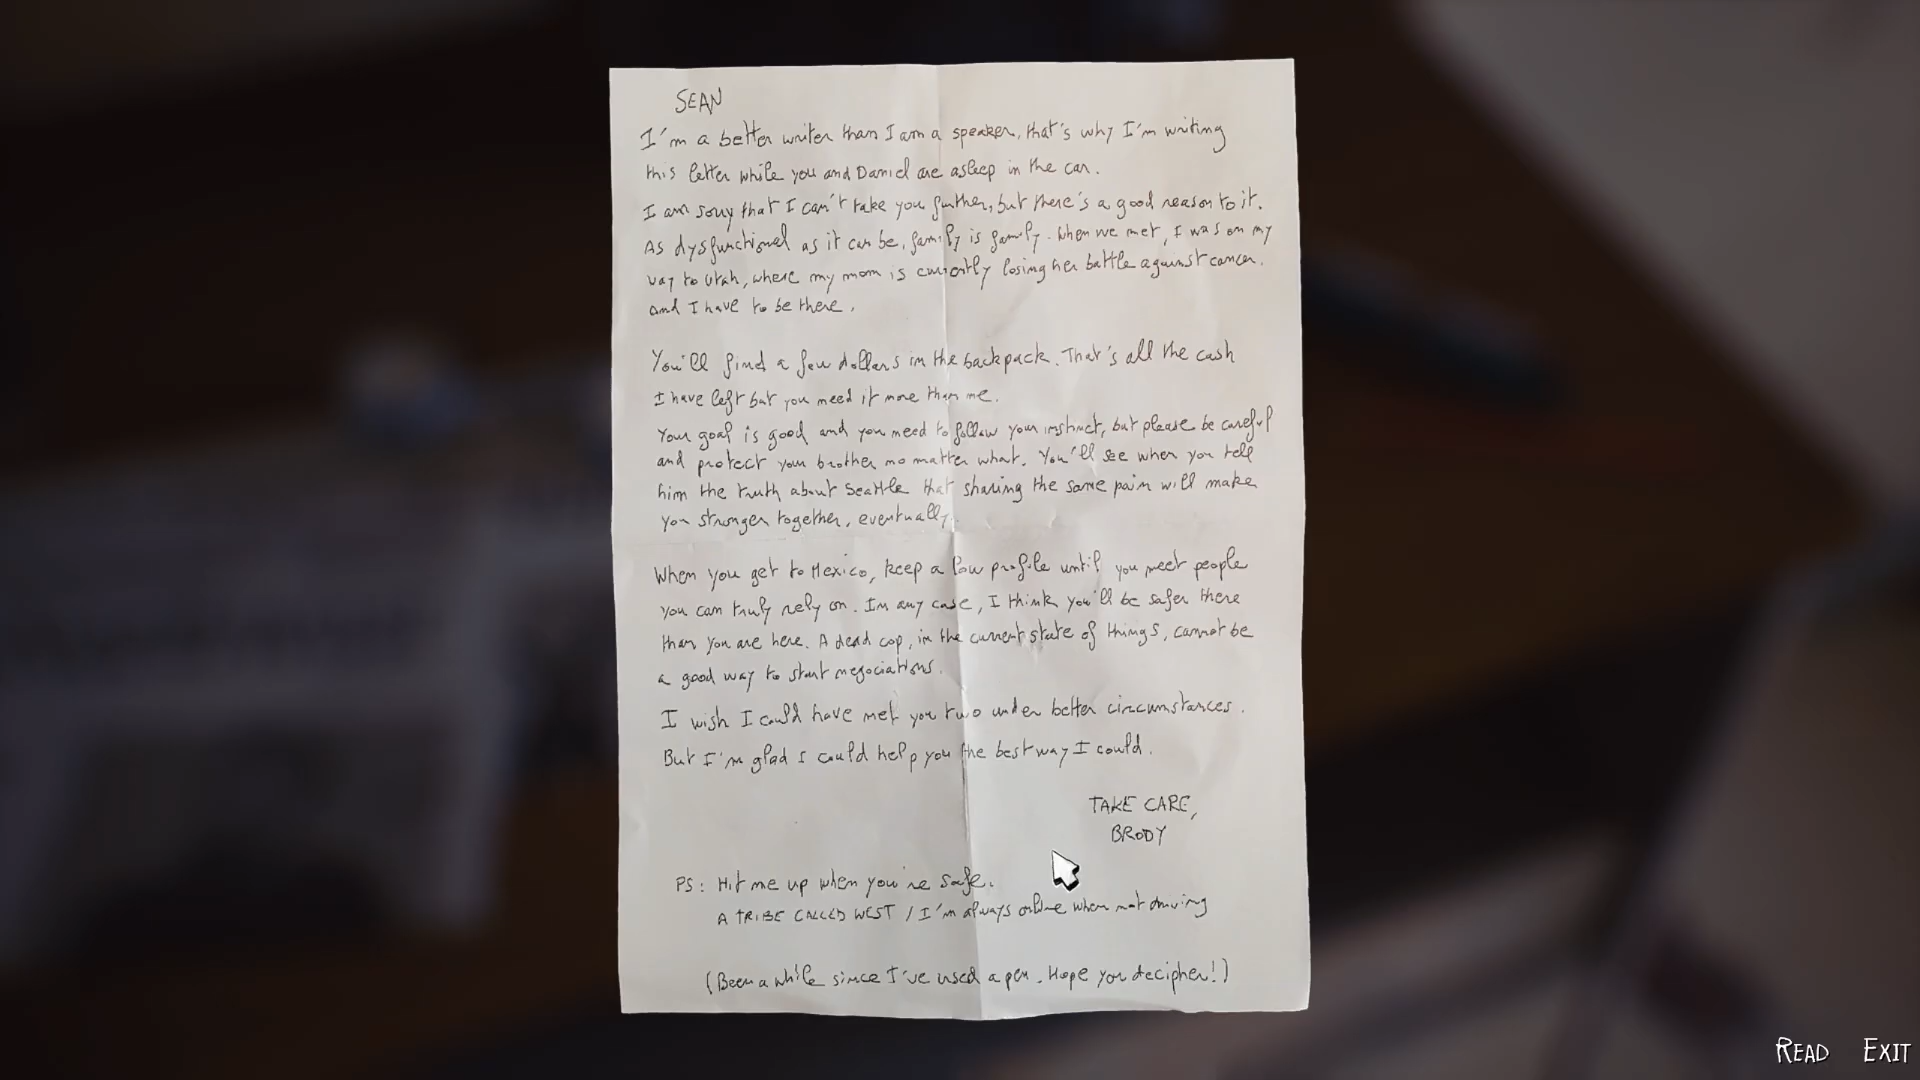 SEAN
I'm a better writer than I am a speaker, that's why I'm writing
this letter while you and Daniel are asleep in the car.
I am sorry that I can't take you further, but there's a good reason to it.
As dysfunctional as it can be, family is family. When we met, I was on my
way to Utah, where my mom is currently losing her battle against cancer.
and I have to be there.
You'll find a few dollars in the backpack. That's all the cash
I have left but you need it more than me.
Your goal is good and you need to follow your instinct, but please be careful
and protect your brother no matter what. You'll see when you tell
him the truth about Seattle that sharing the same pain will make
you stronger together, eventually.
When you get to Mexico, keep a low profile until you meet people
you can truly rely on. In any case, I think you'll be safer there
than you are here. A dead cop, in the current state of things, cannot be
a good way to start negociations.
I wish I could have met you two under better circumstances.
But I'm glad I could help you the best way I could.
TAKE CARE,
BRODY
PS: Hit me up when you're safe.
A TRIBE CALLED WEST / I'm always online when not driving
(Been a while since I've used a pen. Hope you decipher!)
READ EXIT